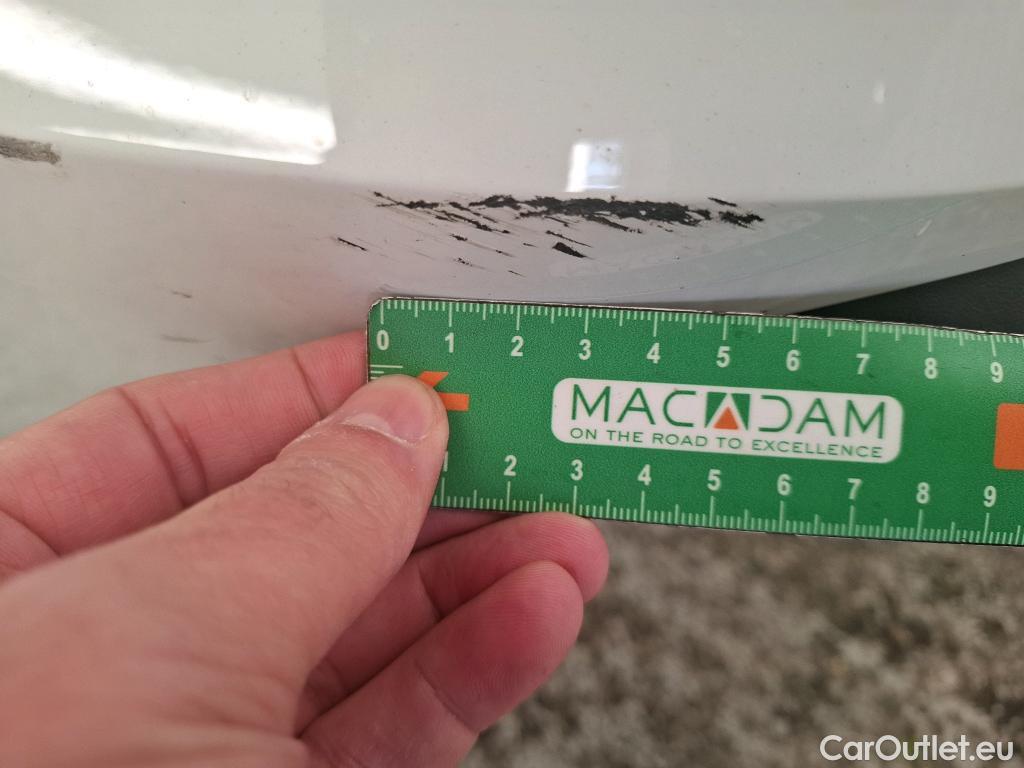 0 1 2 3 4 5 6 7 8 9
MACADAM
ON THE ROAD TO EXCELLENCE
1 2 3 4 5 6 7 8 9
CarOutlet.eu